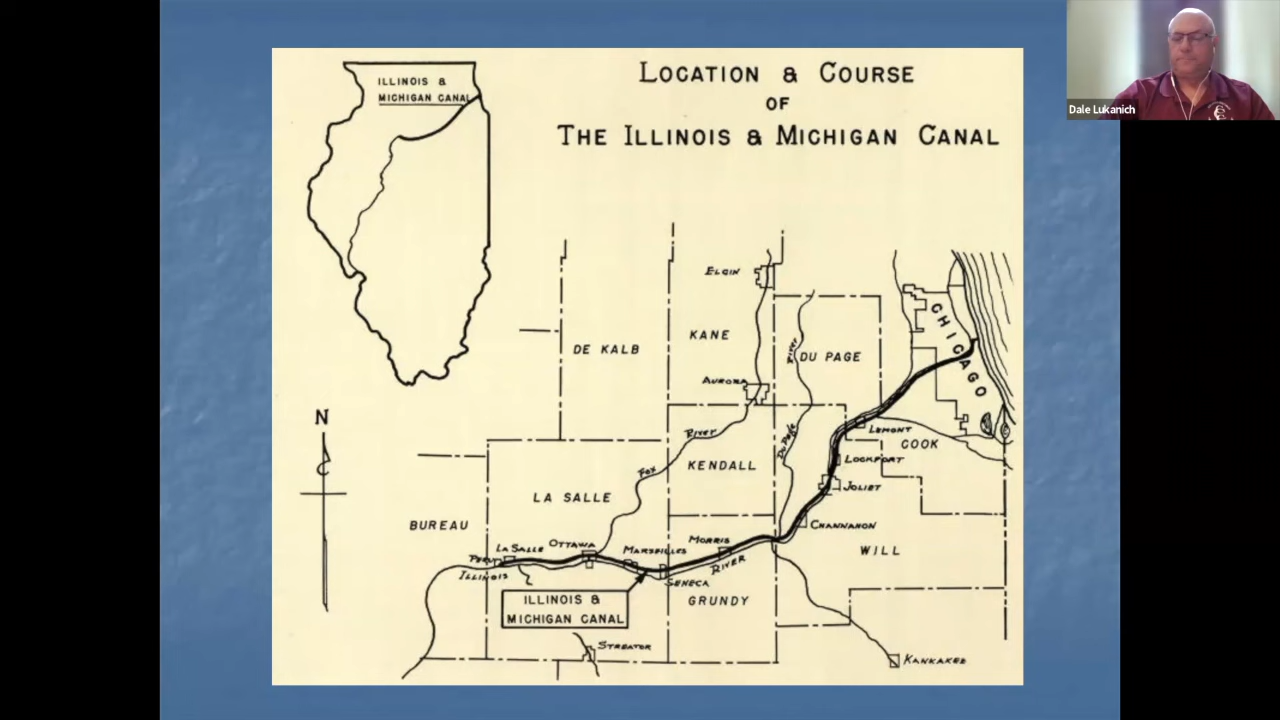 LOCATION & COURSE
OF
THE ILLINOIS & MICHIGAN CANAL
ILLINOIS &
MICHIGAN CANAL
Dale Lukanich
ELGIN
CHICAGO
KANE
DE KALB
River
DU PAGE
AURORA
River
Du Page
LEMONT
COOK
LOCKPORT
KENDALL
Fox
JOLIET
LA SALLE
N
BUREAU
CHANNAHON
MORRIS
OTTAWA
LA SALLE
MARSEILLES
WILL
PERU
RIVER
ILLINOIS
SENECA
ILLINOIS &
MICHIGAN CANAL
GRUNDY
STREATOR
KANKAKEE